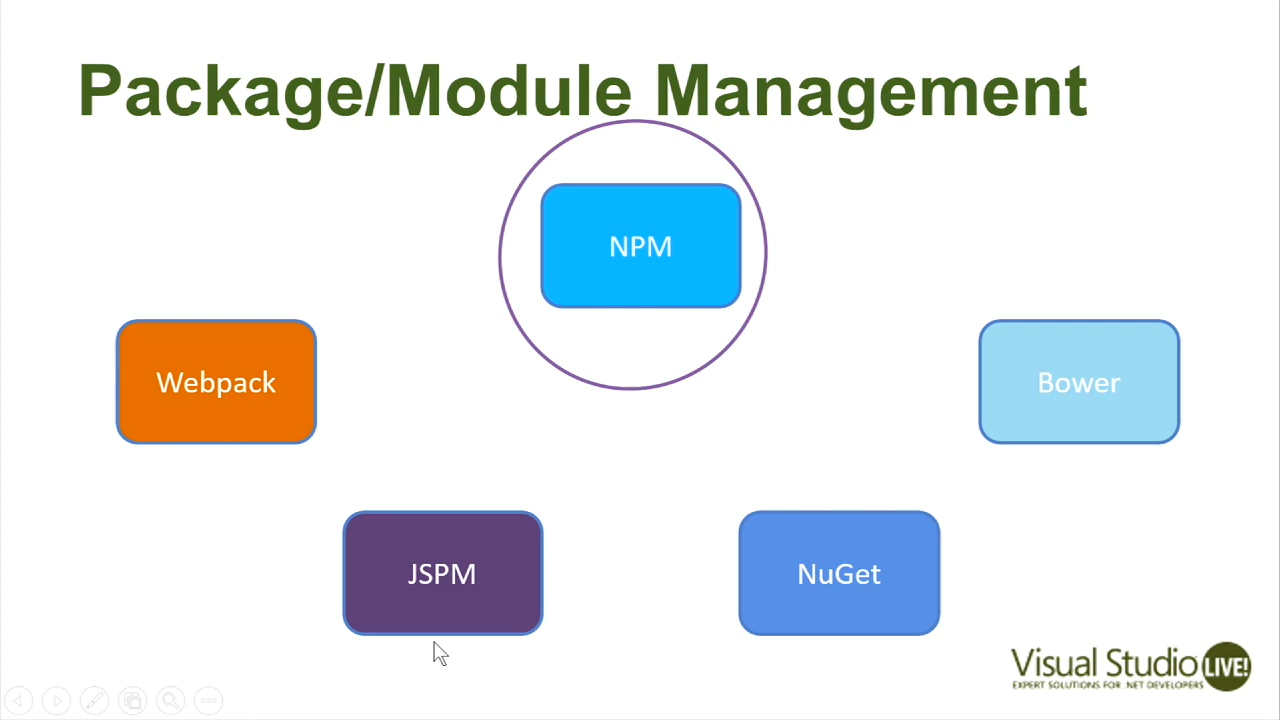 Package/Module Management
NPM
Webpack
Bower
JSPM
NuGet
Visual Studio LIVE!
EXPERT SOLUTIONS FOR .NET DEVELOPERS